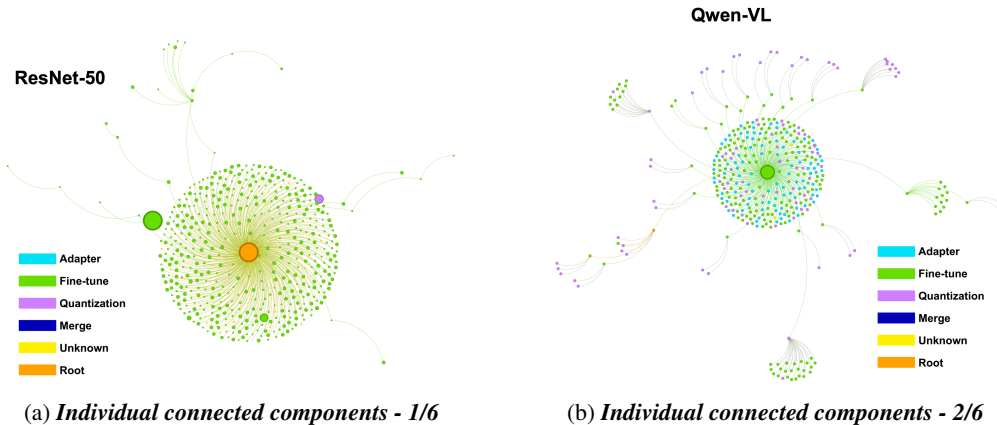 ResNet-50
Adapter
Fine-tune
Quantization
Merge
Unknown
Root
(a) Individual connected components - 1/6
Qwen-VL
Adapter
Fine-tune
Quantization
Merge
Unknown
Root
(b) Individual connected components - 2/6